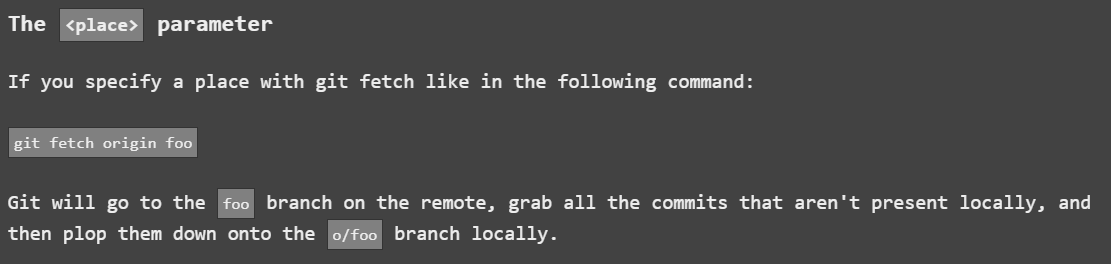 The <place> parameter
If you specify a place with git fetch like in the following command:
git fetch origin foo
Git will go to the foo branch on the remote, grab all the commits that aren't present locally, and
then plop them down onto the o/foo branch locally.